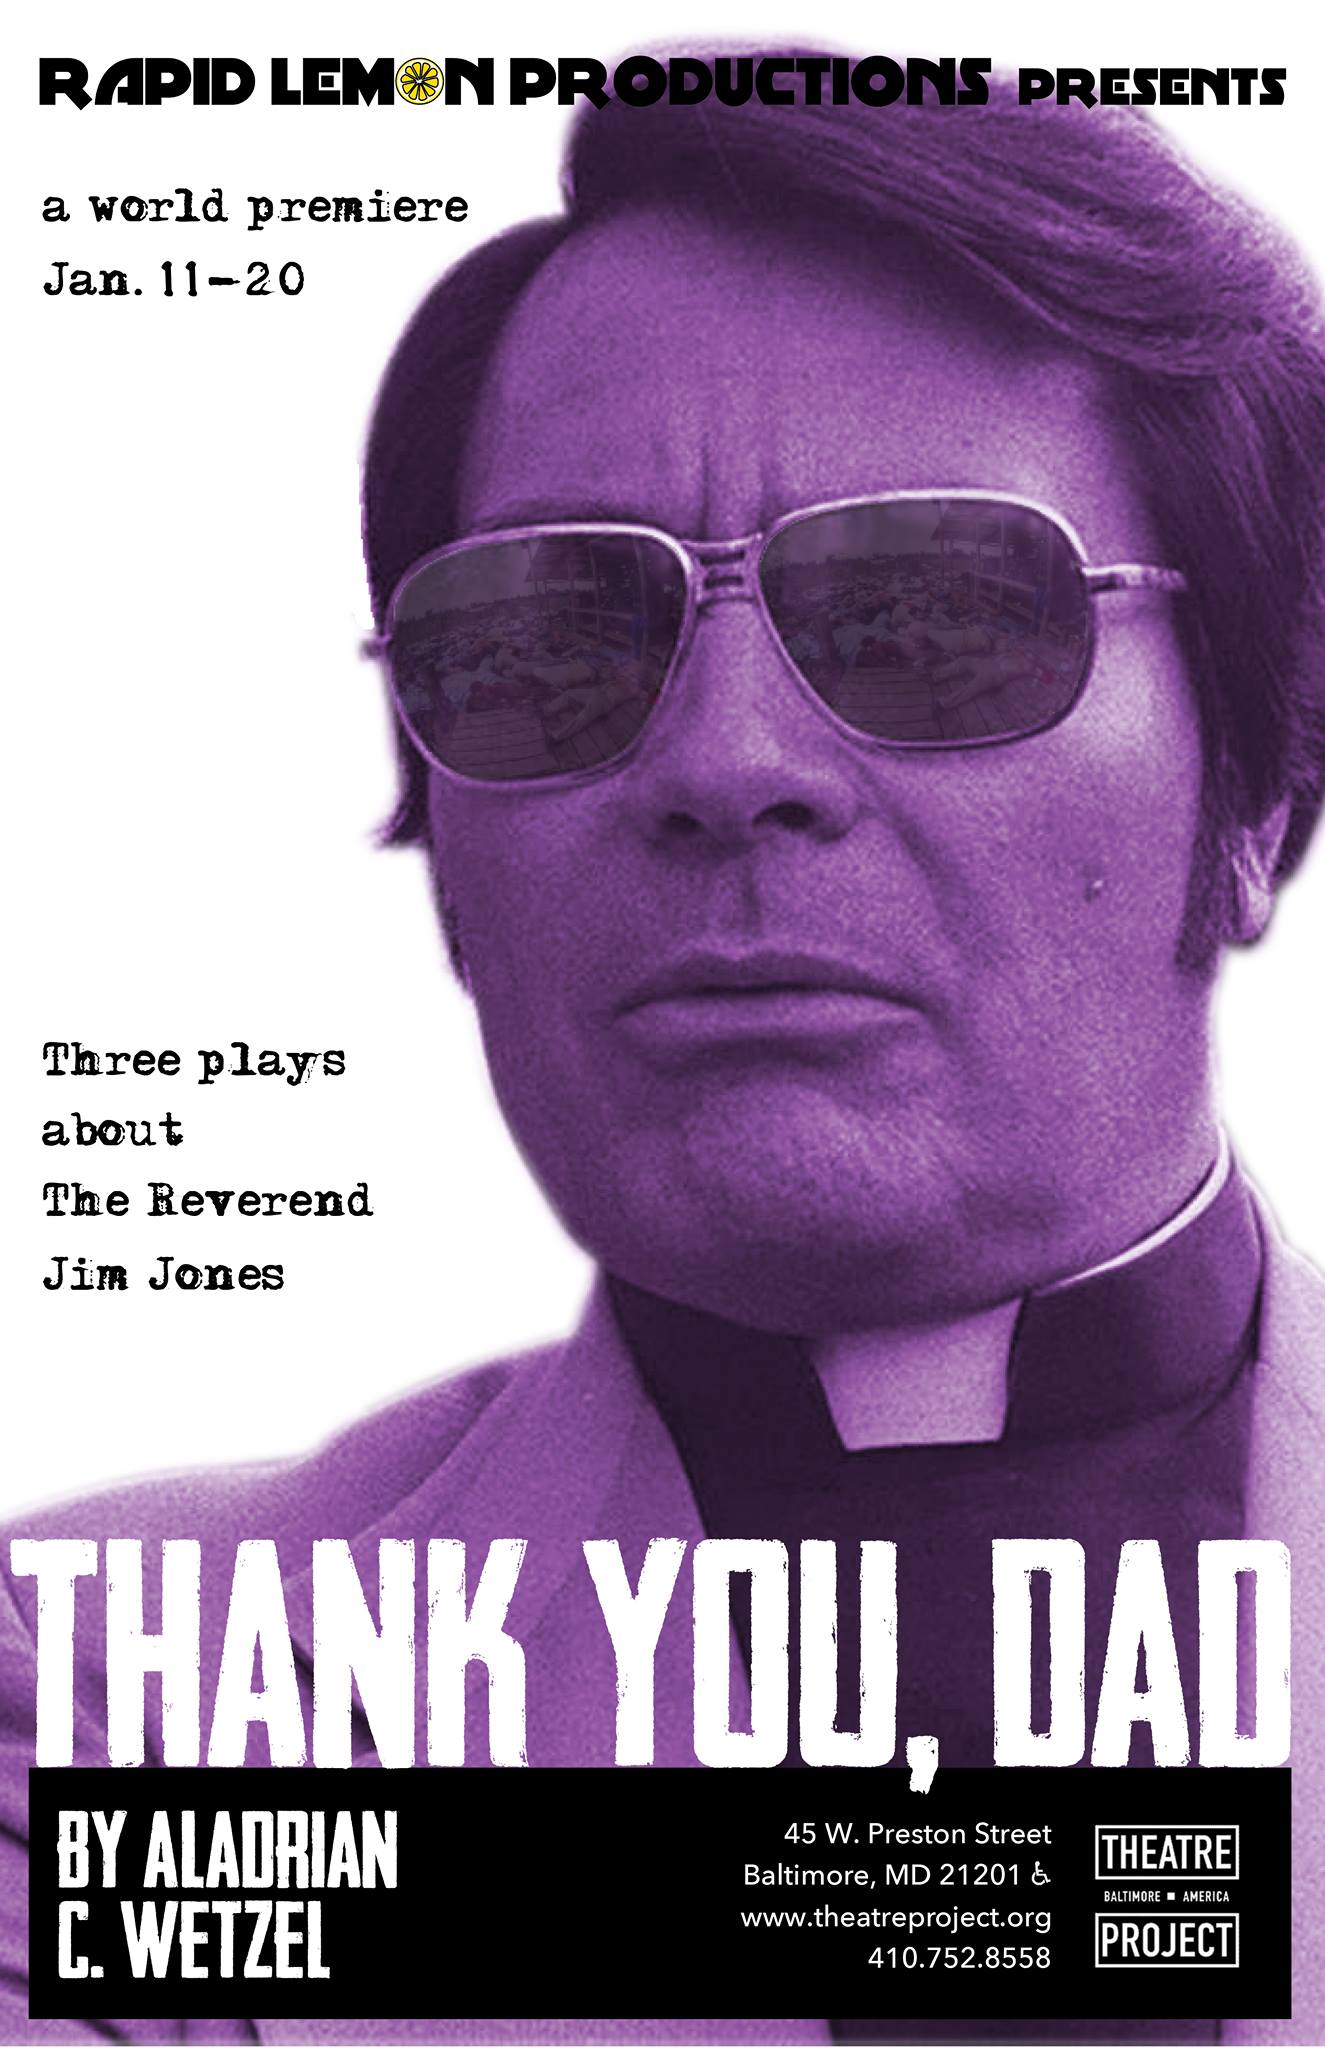 RAPID LEMON PRODUCTIONS PRESENTS
a world premiere
Jan. 11-20
Three plays
about
The Reverend
Jim Jones
THANK YOU, DAD
BY ALADRIAN
C. WETZEL
45 W. Preston Street
Baltimore, MD 21201
www.theatreproject.org
410.752.8558
THEATRE
BALTIMORE ■ AMERICA
PROJECT